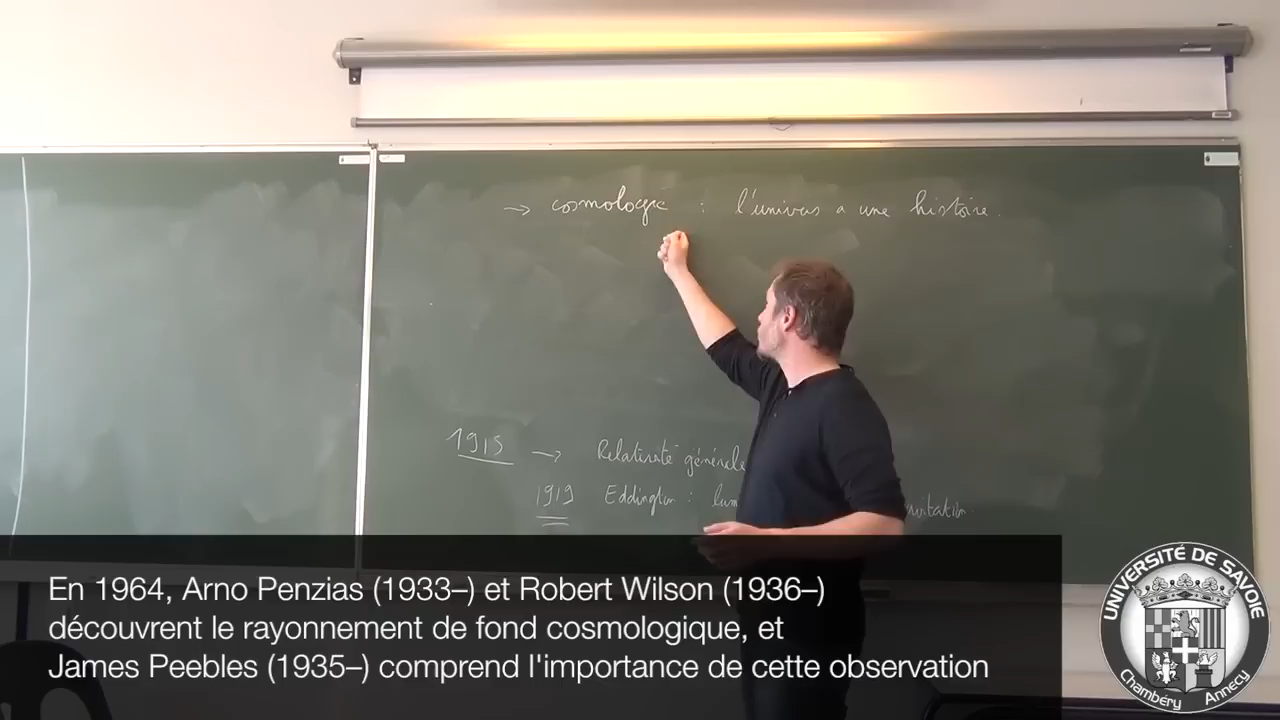 → cosmologie : l'univers a une histoire.
1915 → Relativité générale
1919 Eddington : lum
gravitation
En 1964, Arno Penzias (1933–) et Robert Wilson (1936–)
découvrent le rayonnement de fond cosmologique, et
James Peebles (1935–) comprend l'importance de cette observation
UNIVERSITÉ DE SAVOIE
Chambéry Annecy